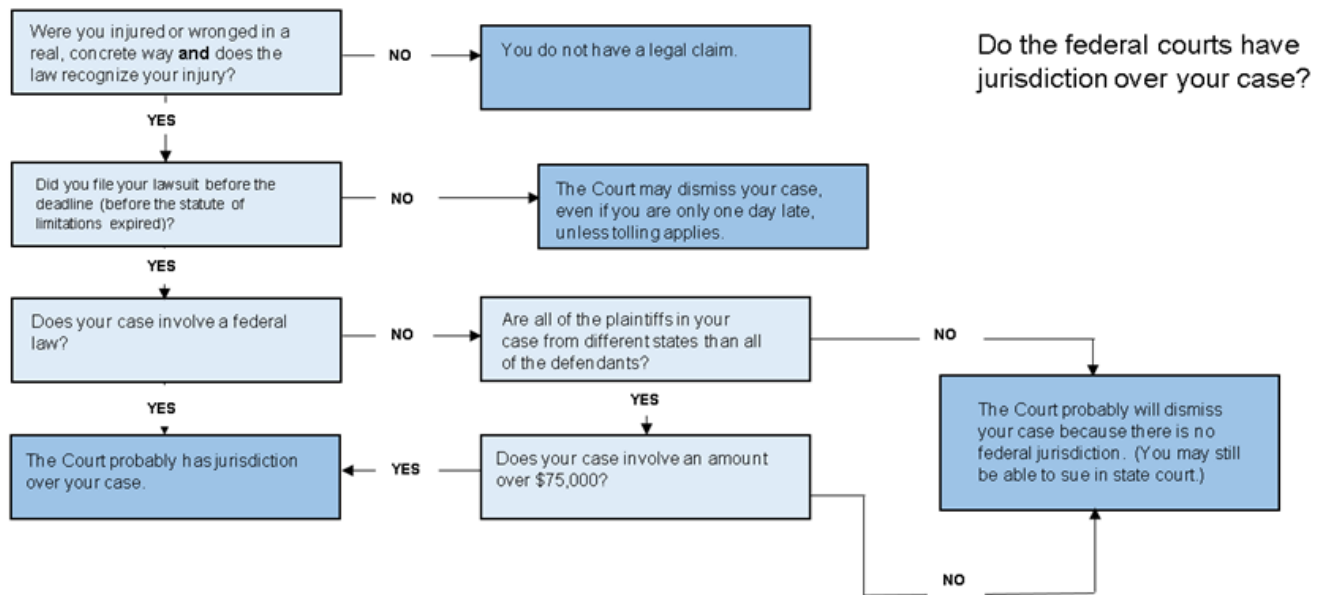 Do the federal courts have
jurisdiction over your case?
Were you injured or wronged in a
real, concrete way and does the
law recognize your injury?
NO
You do not have a legal claim.
YES
Did you file your lawsuit before the
deadline (before the statute of
limitations expired)?
NO
The Court may dismiss your case,
even if you are only one day late,
unless tolling applies.
YES
Does your case involve a federal
law?
NO
Are all of the plaintiffs in your
case from different states than all
of the defendants?
NO
YES
YES
The Court probably has jurisdiction
over your case.
YES
Does your case involve an amount
over $75,000?
The Court probably will dismiss
your case because there is no
federal jurisdiction. (You may still
be able to sue in state court.)
NO